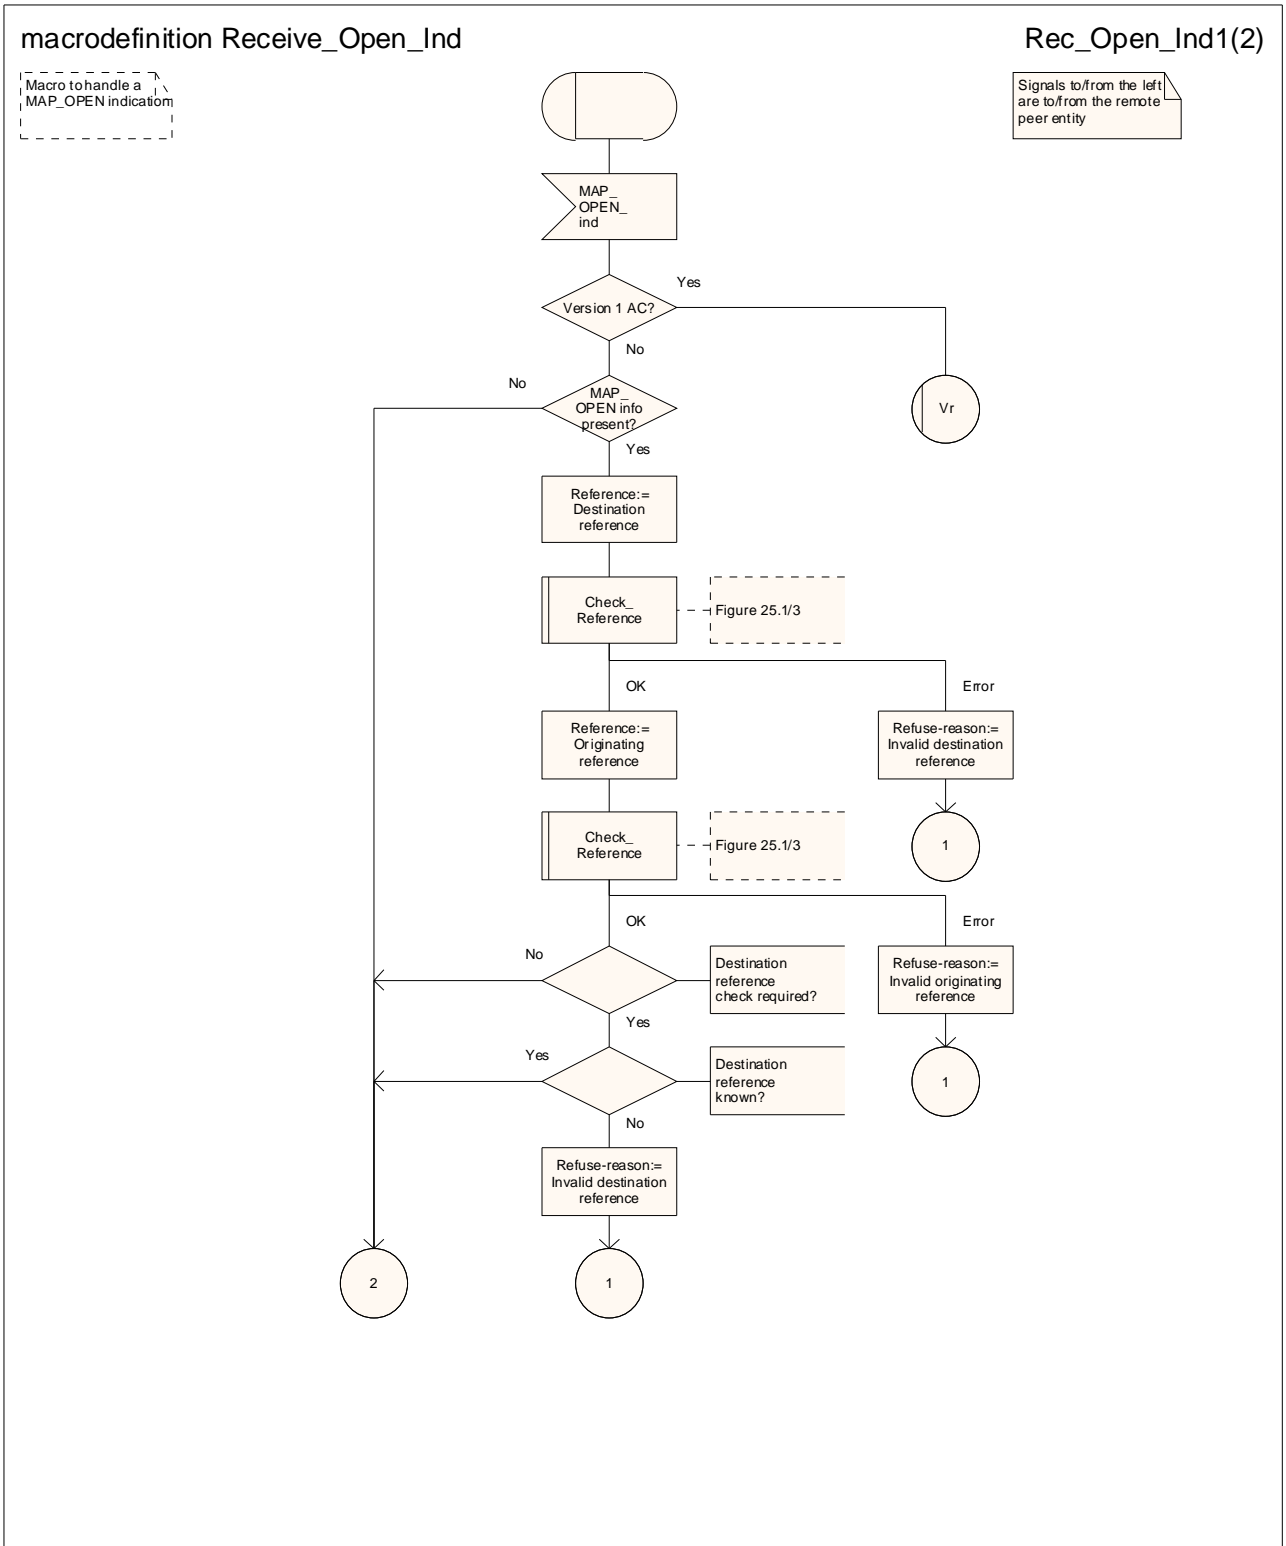 macrodefinition Receive_Open_Ind
Rec_Open_Ind1(2)
Macro to handle a
MAP_OPEN indication
Signals to/from the left
are to/from the remote
peer entity
MAP_
OPEN_
ind
Yes
Version 1 AC?
No
No
MAP_
OPEN info
present?
Vr
Yes
Reference:=
Destination
reference
Check_
Reference
Figure 25.1/3
OK
Error
Reference:=
Originating
reference
Refuse-reason:=
Invalid destination
reference
Check_
Reference
Figure 25.1/3
1
OK
Error
No
Destination
reference
check required?
Refuse-reason:=
Invalid originating
reference
Yes
Yes
Destination
reference
known?
1
No
Refuse-reason:=
Invalid destination
reference
2
1